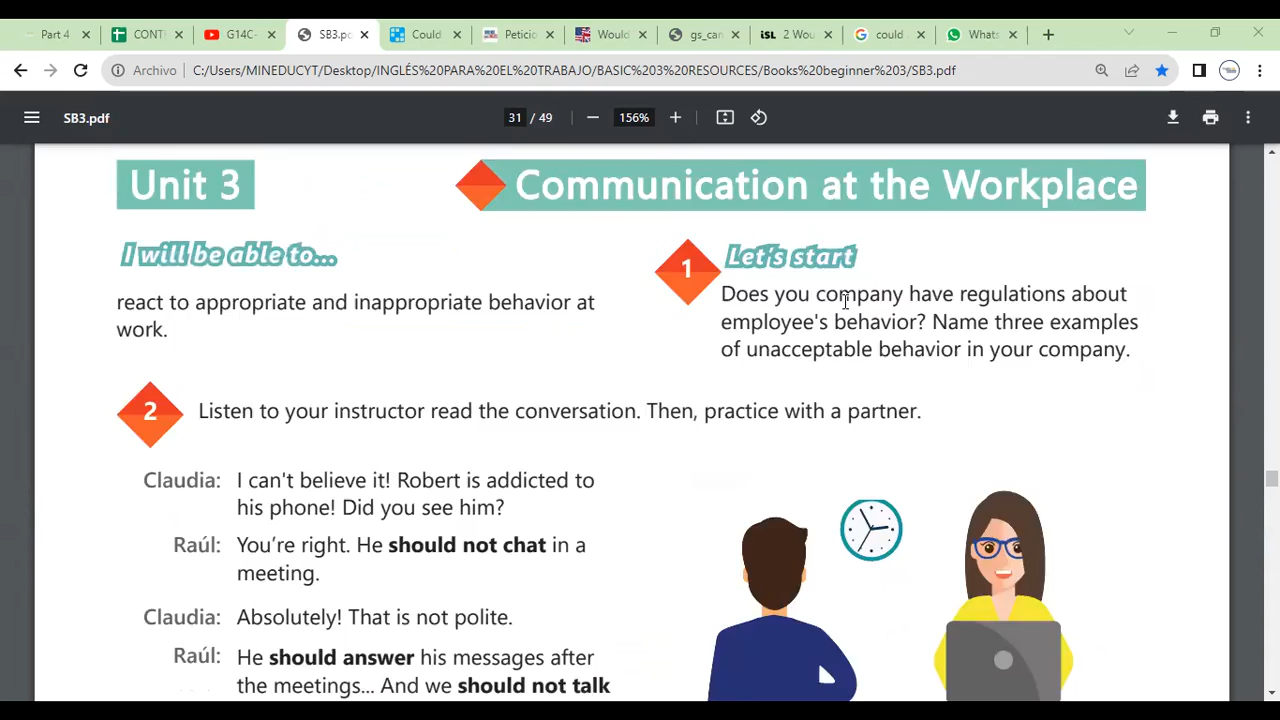 Part 4
CONT
G14C-
SB3.pc
Could
Peticio
Would
gs_can
iSL 2 Wou
could
Whats
Archivo C:/Users/MINEDUCYT/Desktop/INGLÉS%20PARA%20EL%20TRABAJO/BASIC%203%20RESOURCES/Books%20beginner%203/SB3.pdf
SB3.pdf
31 / 49
156%
Unit 3
Communication at the Workplace
I will be able to...
react to appropriate and inappropriate behavior at
work.
1
Let's start
Does you company have regulations about
employee's behavior? Name three examples
of unacceptable behavior in your company.
2
Listen to your instructor read the conversation. Then, practice with a partner.
Claudia: I can't believe it! Robert is addicted to
his phone! Did you see him?
Raúl: You're right. He should not chat in a
meeting.
Claudia: Absolutely! That is not polite.
Raúl: He should answer his messages after
the meetings... And we should not talk